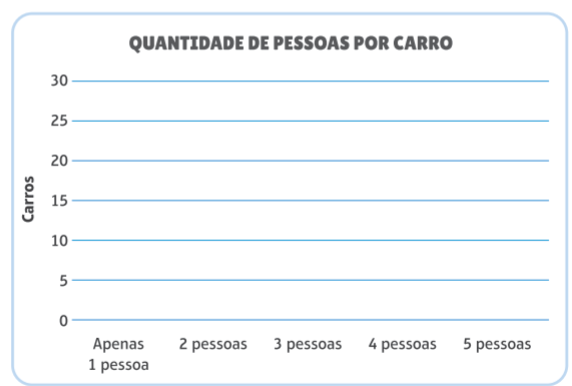 QUANTIDADE DE PESSOAS POR CARRO
30
25
20
15
10
5
0
Carros
Apenas 2 pessoas 3 pessoas 4 pessoas 5 pessoas
1 pessoa